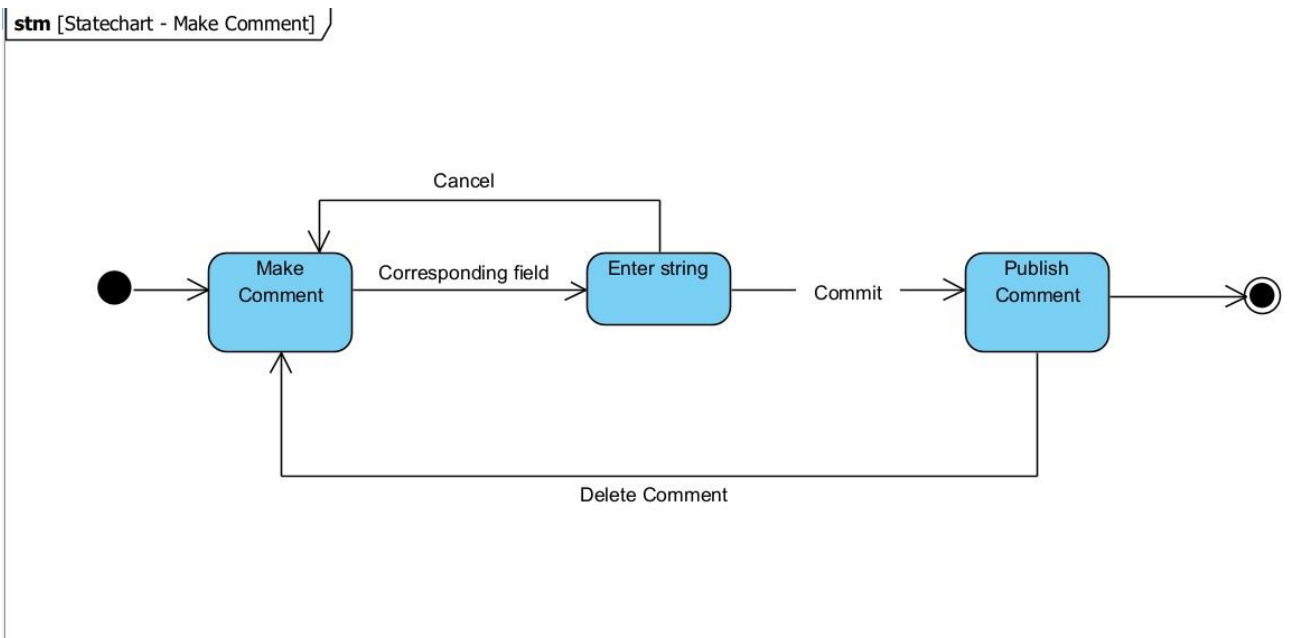 stm [Statechart - Make Comment]
Cancel
Make
Comment
Corresponding field
Enter string
Commit
Publish
Comment
Delete Comment